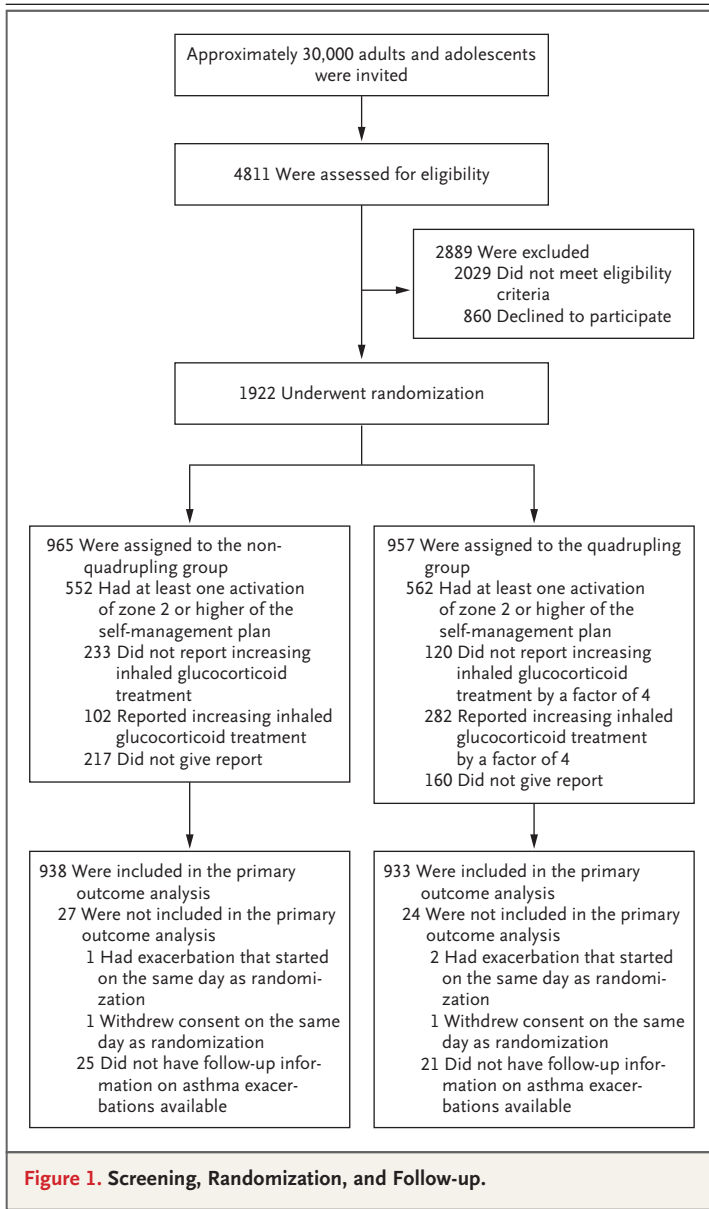 Approximately 30,000 adults and adolescents
were invited
4811 Were assessed for eligibility
2889 Were excluded
2029 Did not meet eligibility
criteria
860 Declined to participate
1922 Underwent randomization
965 Were assigned to the non-
quadrupling group
552 Had at least one activation
of zone 2 or higher of the
self-management plan
233 Did not report increasing
inhaled glucocorticoid
treatment
102 Reported increasing inhaled
glucocorticoid treatment
217 Did not give report
957 Were assigned to the quadrupling
group
562 Had at least one activation
of zone 2 or higher of the
self-management plan
120 Did not report increasing
inhaled glucocorticoid
treatment by a factor of 4
282 Reported increasing inhaled
glucocorticoid treatment
by a factor of 4
160 Did not give report
938 Were included in the primary
outcome analysis
27 Were not included in the primary
outcome analysis
1 Had exacerbation that started
on the same day as randomi-
zation
1 Withdrew consent on the same
day as randomization
25 Did not have follow-up infor-
mation on asthma exacer-
bations available
933 Were included in the primary
outcome analysis
24 Were not included in the primary
outcome analysis
2 Had exacerbation that started
on the same day as randomi-
zation
1 Withdrew consent on the same
day as randomization
21 Did not have follow-up infor-
mation on asthma exacer-
bations available
Figure 1. Screening, Randomization, and Follow-up.